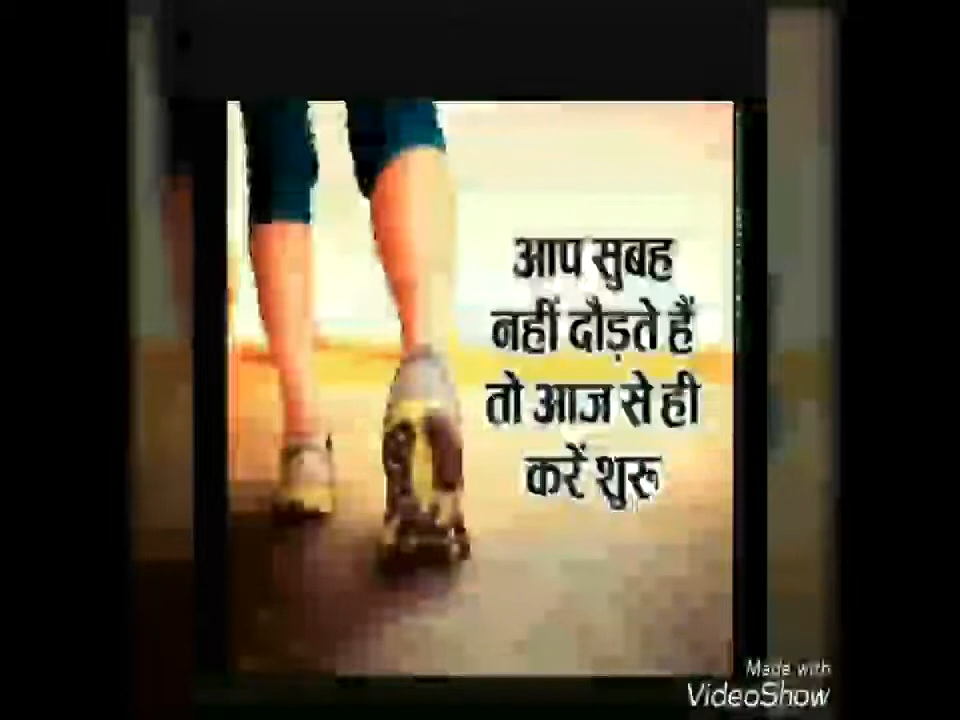 आप सुबह
नहीं दौड़ते हैं
तो आज से ही
करें शुरू
Made with
VideoShow